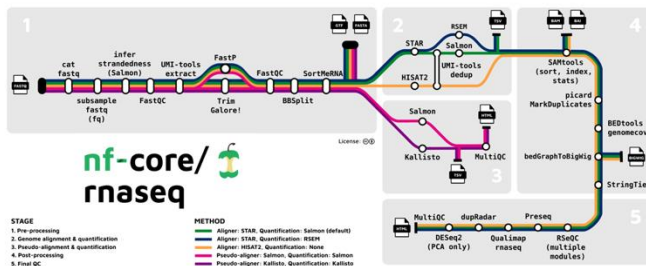 1
FASTQ
cat
fastq
infer
strandedness
(Salmon)
subsample
fastq
(fq)
FastQC
UMI-tools
extract
FastP
Trim
Galore!
FastQC
BBSplit
SortMeRNA
GTF
FASTA
2
STAR
HISAT2
RSEM
Salmon
UMI-tools
dedup
TSV
3
Salmon
Kallisto
TSV
HTML
MultiQC
4
BAM
BAI
SAMtools
(sort, index,
stats)
picard
MarkDuplicates
BEDtools
genomecov
bedGraphToBigWig
BIGWIG
StringTie
5
HTML
MultiQC
DESeq2
(PCA only)
dupRadar
Qualimap
rnaseq
Preseq
RSeQC
(multiple
modules)
License:
nf-core/
rnaseq
STAGE
1. Pre-processing
2. Genome alignment & quantification
3. Pseudo-alignment & quantification
4. Post-processing
5. Final QC
METHOD
Aligner: STAR, Quantification: Salmon (default)
Aligner: STAR, Quantification: RSEM
Aligner: HISAT2, Quantification: None
Pseudo-aligner: Salmon, Quantification: Salmon
Pseudo-aligner: Kallisto, Quantification: Kallisto